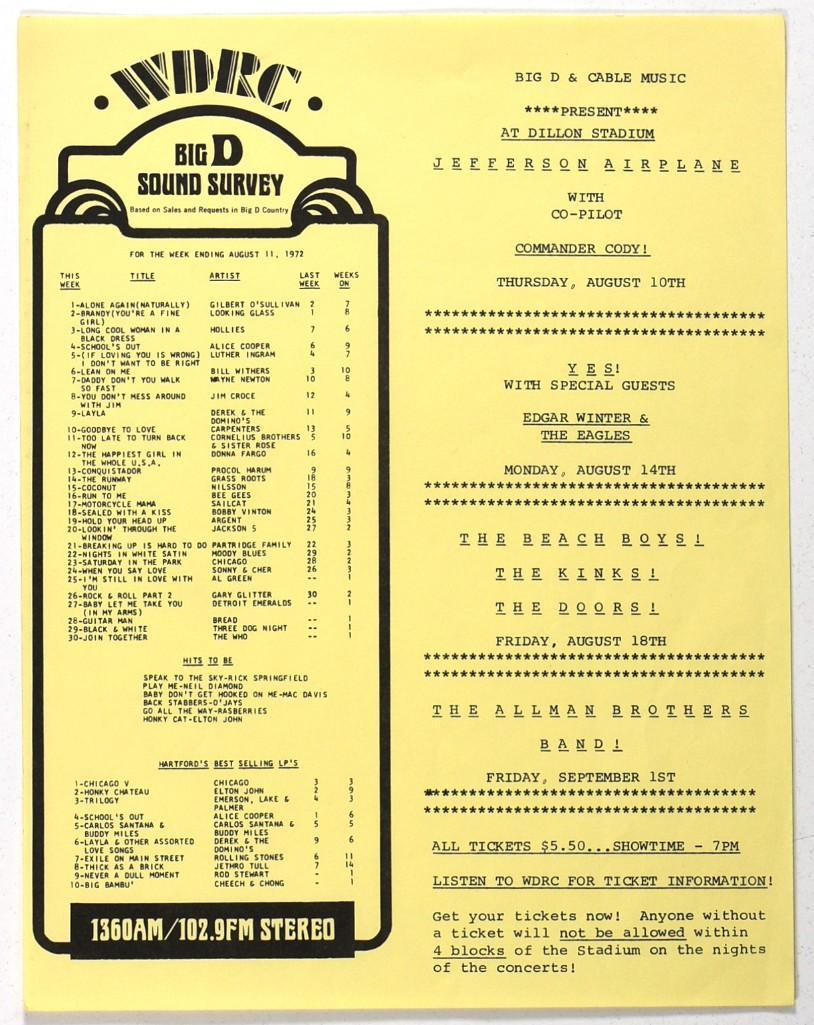 WDRC
BIG D
SOUND SURVEY
Based on Sales and Requests in Big D Country
FOR THE WEEK ENDING AUGUST 11, 1972
THIS WEEK TITLE ARTIST LAST WEEK WEEKS ON
1-ALONE AGAIN(NATURALLY) GILBERT O'SULLIVAN 2 7
2-BRANDY(YOU'RE A FINE LOOKING GLASS 1 8
GIRL)
3-LONG COOL WOMAN IN A HOLLIES 7 6
BLACK DRESS
4-SCHOOL'S OUT ALICE COOPER 6 9
5-(IF LOVING YOU IS WRONG) LUTHER INGRAM 4 7
I DON'T WANT TO BE RIGHT
6-LEAN ON ME BILL WITHERS 3 10
7-DADDY DON'T YOU WALK WAYNE NEWTON 10 8
SO FAST
8-YOU DON'T MESS AROUND JIM CROCE 12 4
WITH JIM
9-LAYLA DEREK & THE 11 9
DOMINO'S
10-GOODBYE TO LOVE CARPENTERS 13 5
11-TOO LATE TO TURN BACK CORNELIUS BROTHERS 5 10
NOW & SISTER ROSE
12-THE HAPPIEST GIRL IN DONNA FARGO 16 4
THE WHOLE U.S.A.
13-CONQUISTADOR PROCOL HARUM 9 9
14-THE RUNWAY GRASS ROOTS 18 3
15-COCONUT NILSSON 15 8
16-RUN TO ME BEE GEES 20 3
17-MOTORCYCLE MAMA SAILCAT 21 4
18-SEALED WITH A KISS BOBBY VINTON 24 3
19-HOLD YOUR HEAD UP ARGENT 25 3
20-LOOKIN' THROUGH THE JACKSON 5 27 2
WINDOW
21-BREAKING UP IS HARD TO DO PARTRIDGE FAMILY 22 3
22-NIGHTS IN WHITE SATIN MOODY BLUES 29 2
23-SATURDAY IN THE PARK CHICAGO 28 2
24-WHEN YOU SAY LOVE SONNY & CHER 26 3
25-I'M STILL IN LOVE WITH AL GREEN -- 1
YOU
26-ROCK & ROLL PART 2 GARY GLITTER 30 2
27-BABY LET ME TAKE YOU DETROIT EMERALDS -- 1
(IN MY ARMS)
28-GUITAR MAN BREAD -- 1
29-BLACK & WHITE THREE DOG NIGHT -- 1
30-JOIN TOGETHER THE WHO -- 1
HITS TO BE
SPEAK TO THE SKY-RICK SPRINGFIELD
PLAY ME-NEIL DIAMOND
BABY DON'T GET HOOKED ON ME-MAC DAVIS
BACK STABBERS-O'JAYS
GO ALL THE WAY-RASBERRIES
HONKY CAT-ELTON JOHN
HARTFORD'S BEST SELLING LP'S
1-CHICAGO V CHICAGO 3 3
2-HONKY CHATEAU ELTON JOHN 2 9
3-TRILOGY EMERSON, LAKE & 4 3
PALMER
4-SCHOOL'S OUT ALICE COOPER 1 6
5-CARLOS SANTANA & CARLOS SANTANA & 5 5
BUDDY MILES BUDDY MILES
6-LAYLA & OTHER ASSORTED DEREK & THE 9 6
LOVE SONGS DOMINO'S
7-EXILE ON MAIN STREET ROLLING STONES 6 11
8-THICK AS A BRICK JETHRO TULL 7 14
9-NEVER A DULL MOMENT ROD STEWART - 1
10-BIG BAMBU' CHEECH & CHONG - 1
1360AM/102.9FM STEREO
BIG D & CABLE MUSIC
****PRESENT****
AT DILLON STADIUM
JEFFERSON AIRPLANE
WITH
CO-PILOT
COMMANDER CODY!
THURSDAY, AUGUST 10TH
**********************************
**********************************
YES!
WITH SPECIAL GUESTS
EDGAR WINTER &
THE EAGLES
MONDAY, AUGUST 14TH
**********************************
**********************************
THE BEACH BOYS!
THE KINKS!
THE DOORS!
FRIDAY, AUGUST 18TH
**********************************
**********************************
THE ALLMAN BROTHERS
BAND!
FRIDAY, SEPTEMBER 1ST
*********************************
*********************************
ALL TICKETS $5.50...SHOWTIME - 7PM
LISTEN TO WDRC FOR TICKET INFORMATION!
Get your tickets now! Anyone without
a ticket will not be allowed within
4 blocks of the Stadium on the nights
of the concerts!